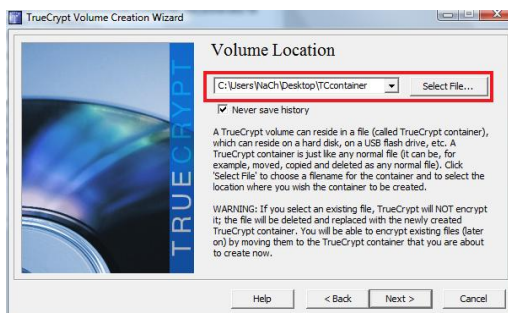 TrueCrypt Volume Creation Wizard
TRUECRYPT
Volume Location
C:\Users\NaCh\Desktop\TCcontainer
Select File...
Never save history
A TrueCrypt volume can reside in a file (called TrueCrypt container),
which can reside on a hard disk, on a USB flash drive, etc. A
TrueCrypt container is just like any normal file (it can be, for
example, moved, copied and deleted as any normal file). Click
'Select File' to choose a filename for the container and to select the
location where you wish the container to be created.
WARNING: If you select an existing file, TrueCrypt will NOT encrypt
it; the file will be deleted and replaced with the newly created
TrueCrypt container. You will be able to encrypt existing files (later
on) by moving them to the TrueCrypt container that you are about
to create now.
Help
< Back
Next >
Cancel